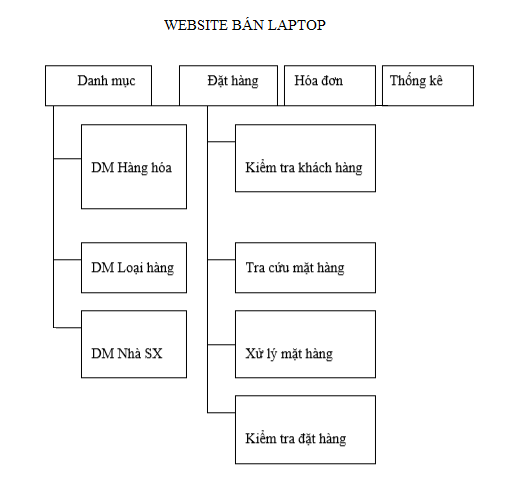 WEBSITE BÁN LAPTOP
Danh mục
Đặt hàng
Hóa đơn
Thống kê
DM Hàng hóa
Kiểm tra khách hàng
DM Loại hàng
Tra cứu mặt hàng
DM Nhà SX
Xử lý mặt hàng
Kiểm tra đặt hàng